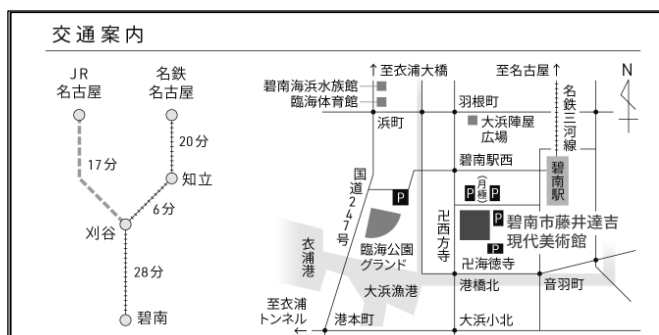 交通案内
JR
名古屋
名鉄
名古屋
20分
17分
知立
6分
刈谷
28分
碧南
至衣浦大橋
至名古屋
N
碧南海浜水族館
臨海体育館
浜町
羽根町
大浜陣屋
広場
名鉄三河線
碧南駅西
碧南駅
国道247号
P
P
(月極)
P
P
碧南市藤井達吉
現代美術館
P
卍西方寺
臨海公園
グランド
衣浦港
卍海徳寺
大浜漁港
港橋北
音羽町
至衣浦
トンネル
港本町
大浜小北